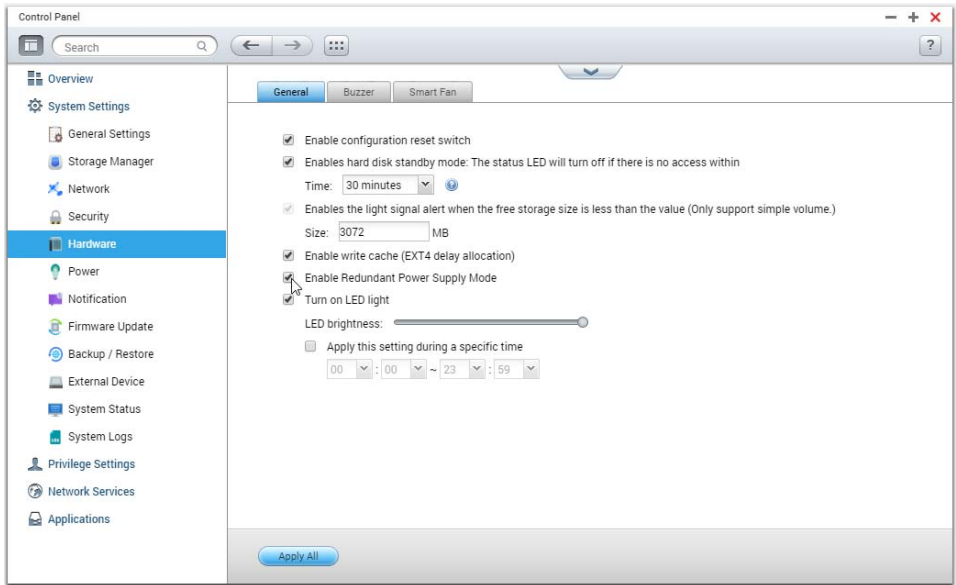 Control Panel
Search
?
Overview
System Settings
General Settings
Storage Manager
Network
Security
Hardware
Power
Notification
Firmware Update
Backup / Restore
External Device
System Status
System Logs
Privilege Settings
Network Services
Applications
General Buzzer Smart Fan
Enable configuration reset switch
Enables hard disk standby mode: The status LED will turn off if there is no access within
Time: 30 minutes
Enables the light signal alert when the free storage size is less than the value (Only support simple volume.)
Size: 3072 MB
Enable write cache (EXT4 delay allocation)
Enable Redundant Power Supply Mode
Turn on LED light
LED brightness:
Apply this setting during a specific time
00 : 00 ~ 23 : 59
Apply All